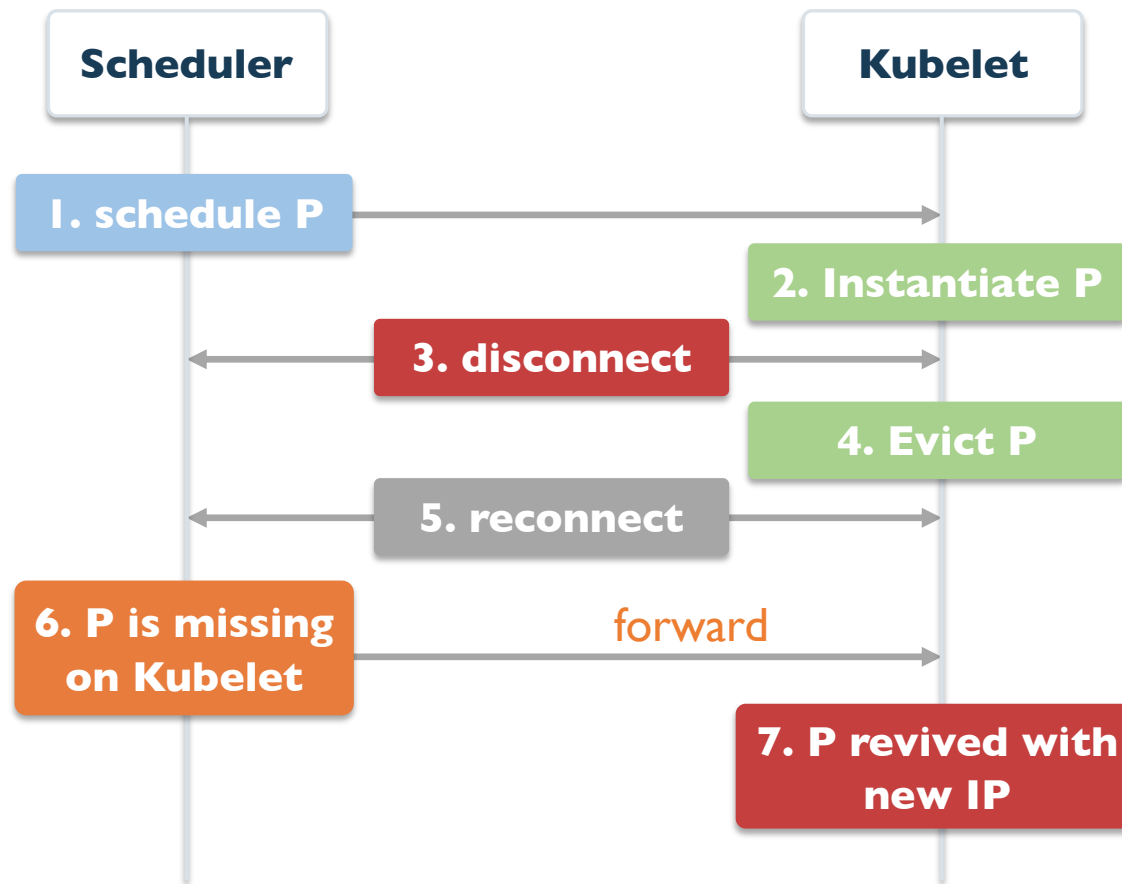 Scheduler
Kubelet
1. schedule P
2. Instantiate P
3. disconnect
4. Evict P
5. reconnect
6. P is missing
on Kubelet
forward
7. P revived with
new IP